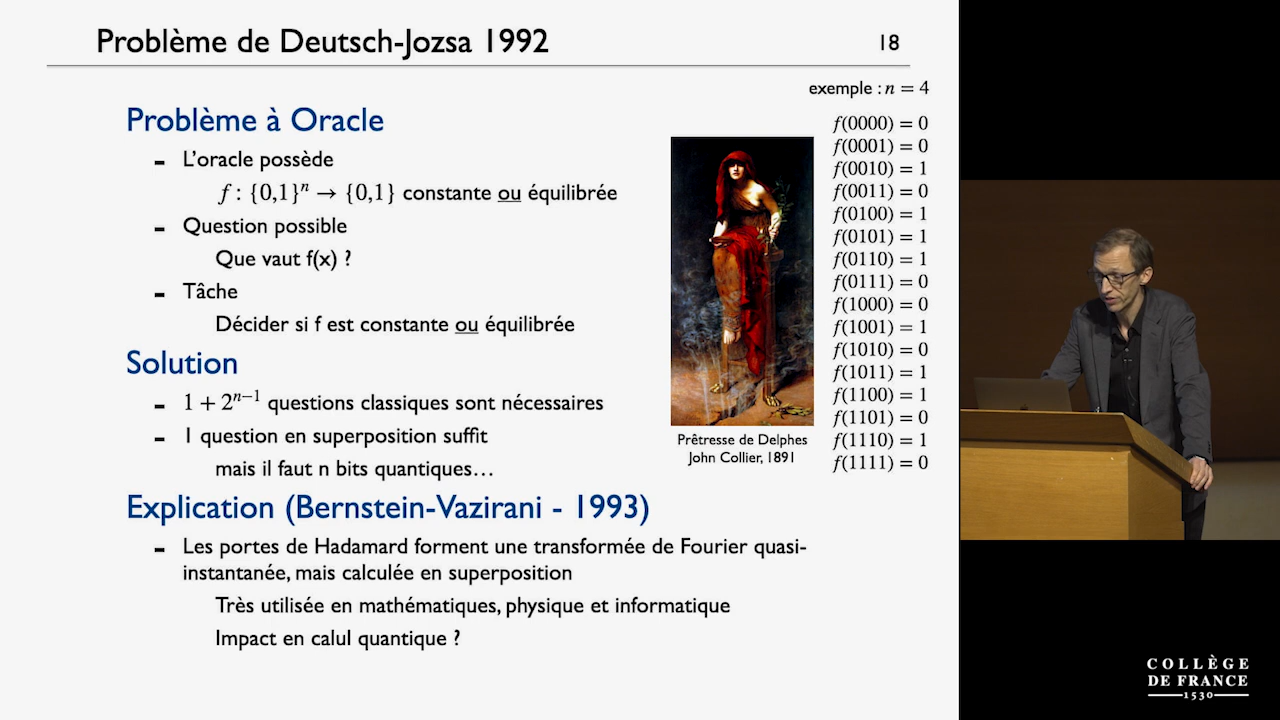 Problème de Deutsch-Jozsa 1992
18
Problème à Oracle
- L'oracle possède
f : {0,1}ⁿ → {0,1} constante ou équilibrée
- Question possible
Que vaut f(x) ?
- Tâche
Décider si f est constante ou équilibrée
Solution
- 1 + 2ⁿ⁻¹ questions classiques sont nécessaires
- 1 question en superposition suffit
mais il faut n bits quantiques…
Explication (Bernstein-Vazirani - 1993)
- Les portes de Hadamard forment une transformée de Fourier quasi-
instantanée, mais calculée en superposition
Très utilisée en mathématiques, physique et informatique
Impact en calul quantique ?
Prêtresse de Delphes
John Collier, 1891
exemple : n = 4
f(0000) = 0
f(0001) = 0
f(0010) = 1
f(0011) = 0
f(0100) = 1
f(0101) = 1
f(0110) = 1
f(0111) = 0
f(1000) = 0
f(1001) = 1
f(1010) = 0
f(1011) = 1
f(1100) = 1
f(1101) = 0
f(1110) = 1
f(1111) = 0
COLLÈGE
DE FRANCE
1530